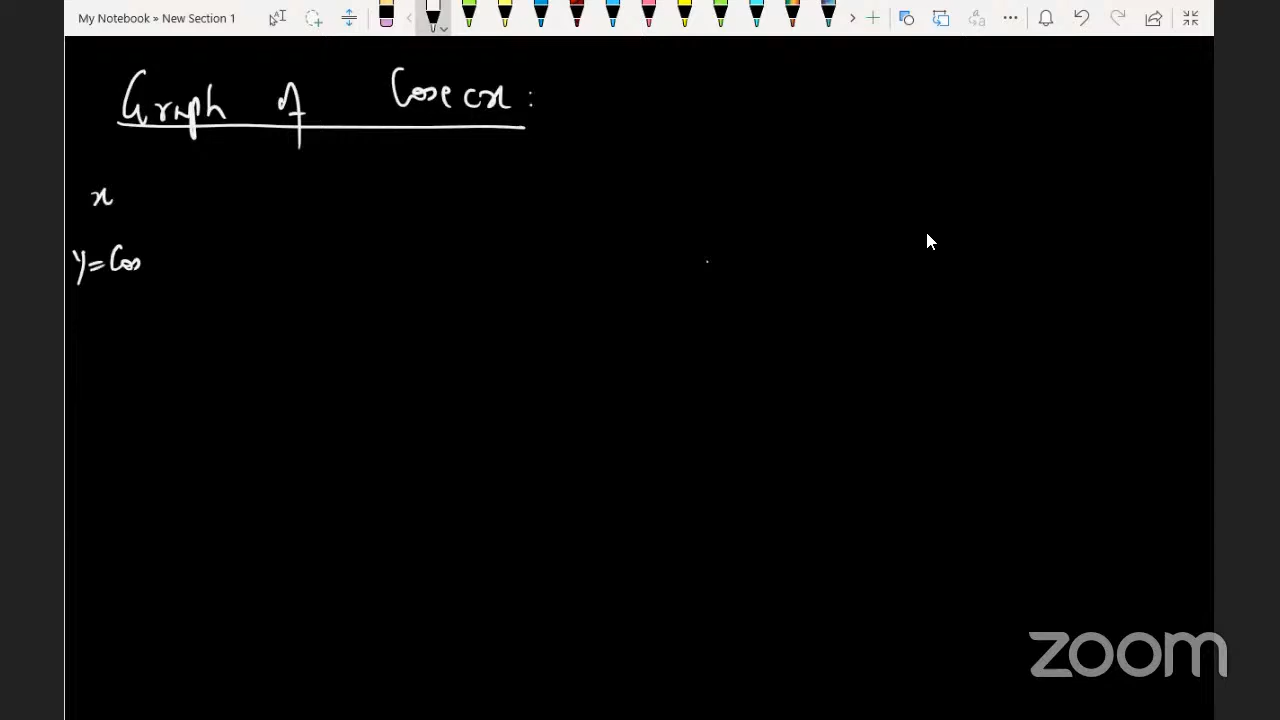 My Notebook » New Section 1
Graph of Cosecx :
x
y = Cos
zoom